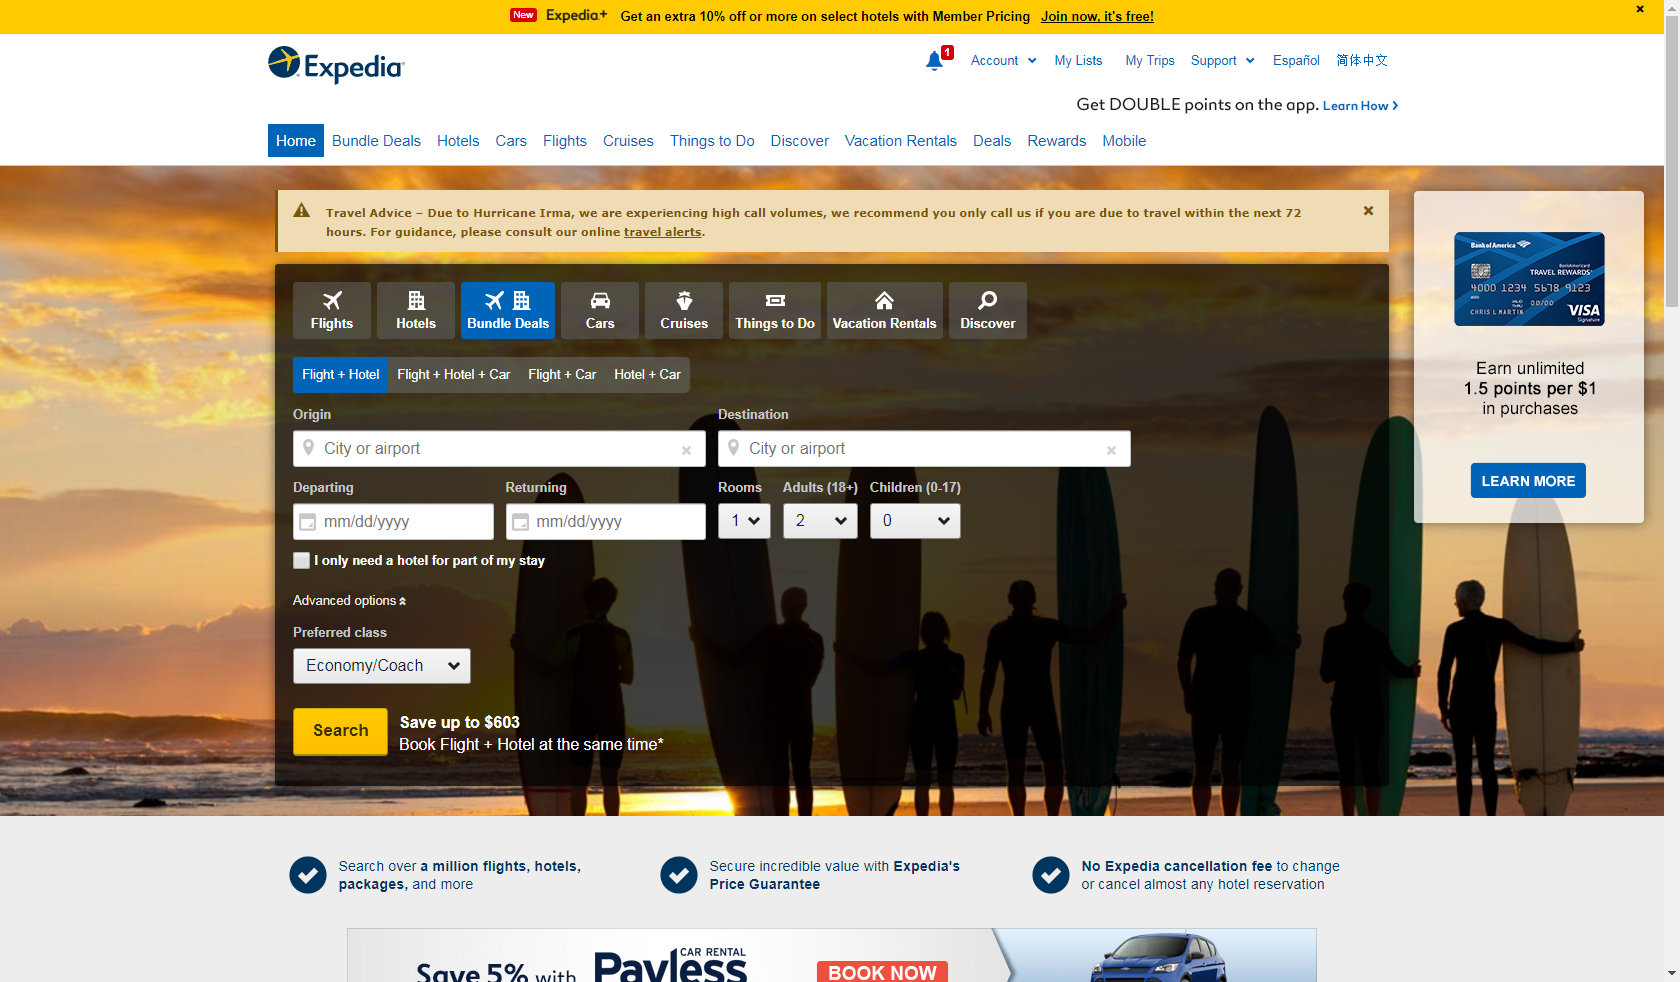 New Expedia+ Get an extra 10% off or more on select hotels with Member Pricing Join now, it's free!
Expedia
1 Account My Lists My Trips Support Español 简体中文
Get DOUBLE points on the app. Learn How
Home Bundle Deals Hotels Cars Flights Cruises Things to Do Discover Vacation Rentals Deals Rewards Mobile
Travel Advice – Due to Hurricane Irma, we are experiencing high call volumes, we recommend you only call us if you are due to travel within the next 72
hours. For guidance, please consult our online travel alerts.
Flights Hotels Bundle Deals Cars Cruises Things to Do Vacation Rentals Discover
Flight + Hotel Flight + Hotel + Car Flight + Car Hotel + Car
Origin Destination
City or airport City or airport
Departing Returning Rooms Adults (18+) Children (0-17)
mm/dd/yyyy mm/dd/yyyy 1 2 0
I only need a hotel for part of my stay
Advanced options
Preferred class
Economy/Coach
Search
Save up to $603
Book Flight + Hotel at the same time*
Bank of America
BankAmericard
TRAVEL REWARDS
4000 1234 5678 9123
VALID THRU 00/00
CHRIS L MARTIN
VISA
Signature
Earn unlimited
1.5 points per $1
in purchases
LEARN MORE
Search over a million flights, hotels,
packages, and more
Secure incredible value with Expedia's
Price Guarantee
No Expedia cancellation fee to change
or cancel almost any hotel reservation
Save 5% with
CAR RENTAL
Payless
BOOK NOW